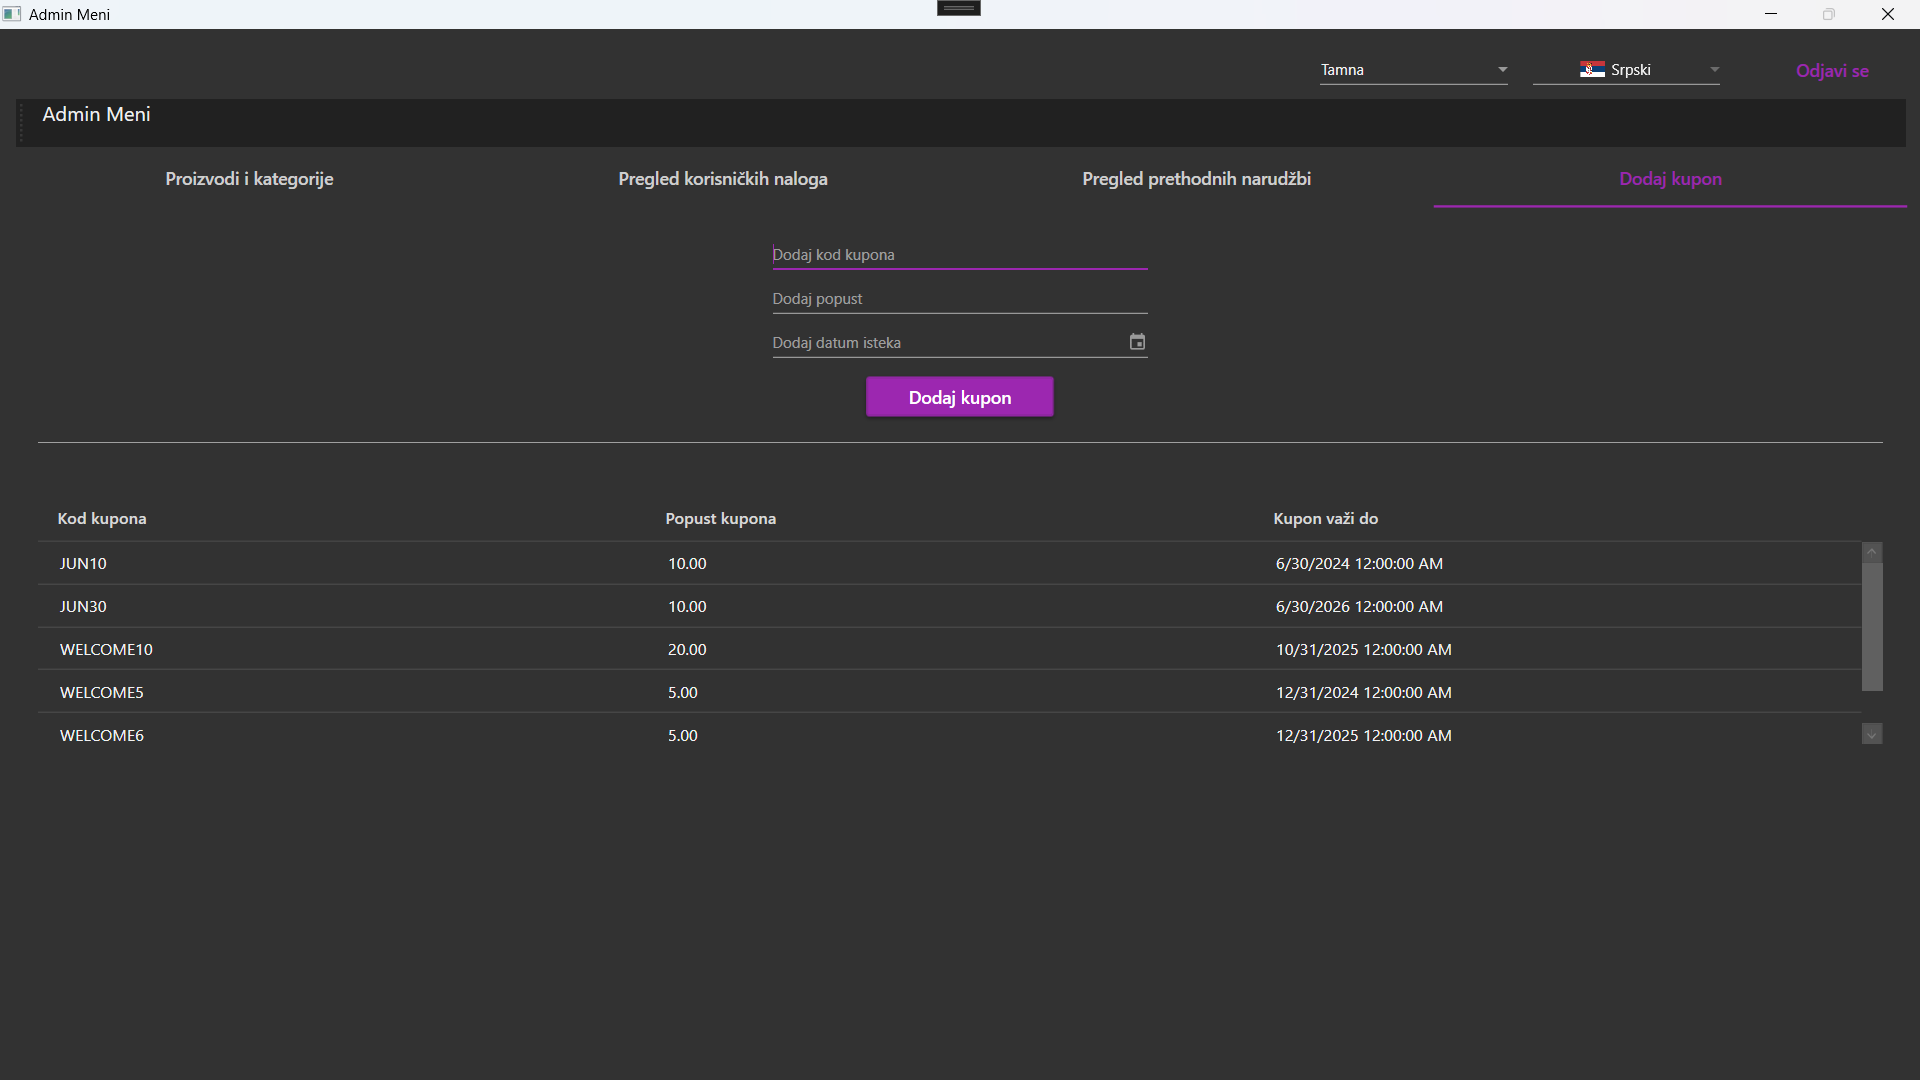 Admin Meni
Tamna
Srpski
Odjavi se
Admin Meni
Proizvodi i kategorije
Pregled korisničkih naloga
Pregled prethodnih narudžbi
Dodaj kupon
Dodaj kod kupona
Dodaj popust
Dodaj datum isteka
Dodaj kupon
Kod kupona Popust kupona Kupon važi do
JUN10 10.00 6/30/2024 12:00:00 AM
JUN30 10.00 6/30/2026 12:00:00 AM
WELCOME10 20.00 10/31/2025 12:00:00 AM
WELCOME5 5.00 12/31/2024 12:00:00 AM
WELCOME6 5.00 12/31/2025 12:00:00 AM